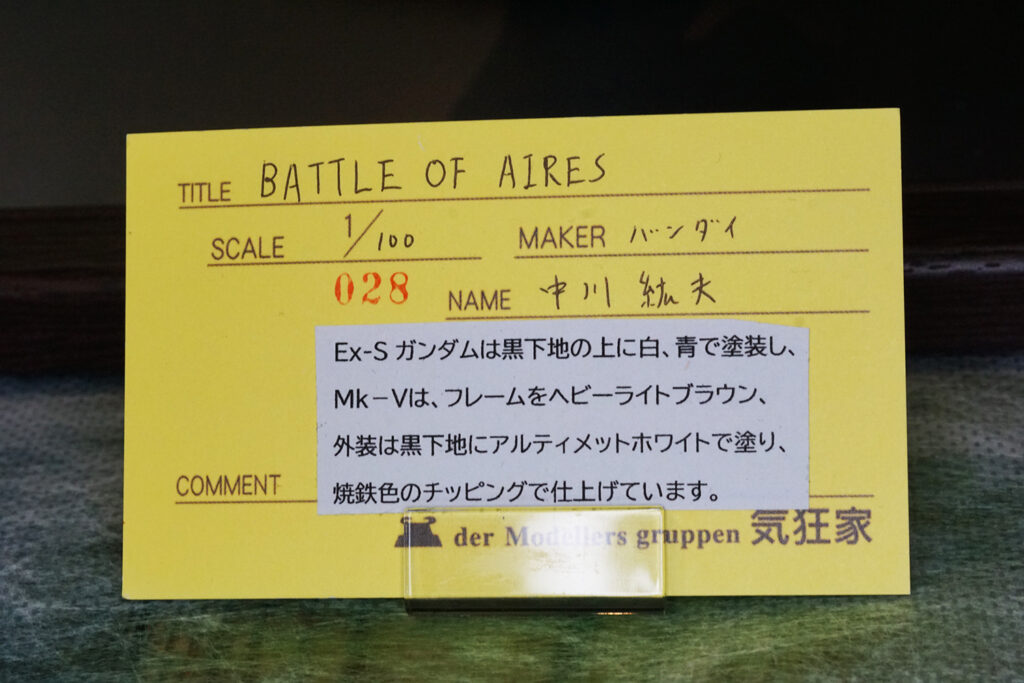 TITLE BATTLE OF AIRES
SCALE 1/100 MAKER バンダイ
028 NAME 中川 紘夫
Ex-S ガンダムは黒下地の上に白、青で塗装し、
Mk－Vは、フレームをヘビーライトブラウン、
外装は黒下地にアルティメットホワイトで塗り、
焼鉄色のチッピングで仕上げています。
COMMENT
der Modellers gruppen 気狂家